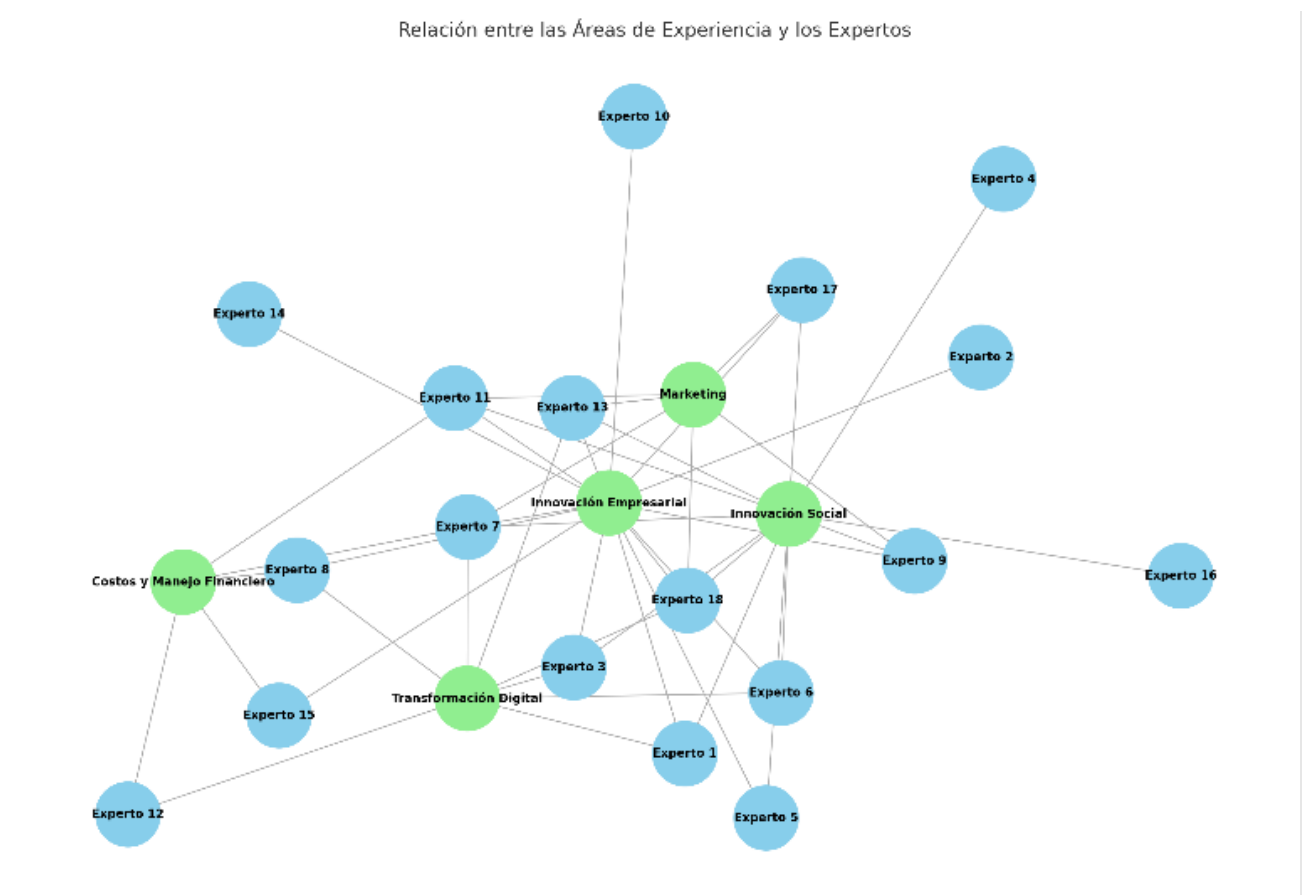 Relación entre las Áreas de Experiencia y los Expertos
Experto 10
Experto 4
Experto 17
Experto 14
Experto 2
Marketing
Experto 11
Experto 13
Innovación Empresarial
Innovación Social
Experto 7
Experto 9
Experto 8
Experto 16
Costos y Manejo Financiero
Experto 18
Experto 3
Experto 6
Transformación Digital
Experto 15
Experto 1
Experto 12
Experto 5